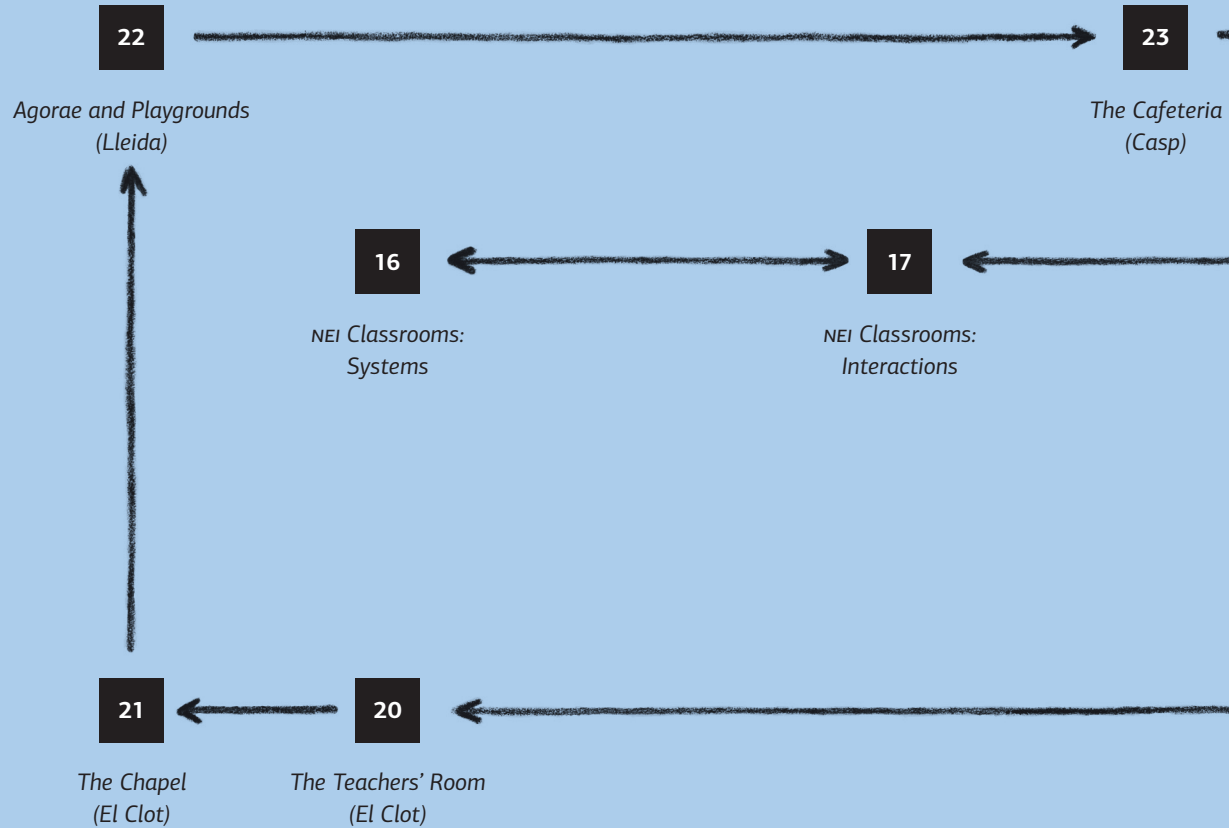 22
Agorae and Playgrounds
(Lleida)
23
The Cafeteria
(Casp)
16
NEI Classrooms:
Systems
17
NEI Classrooms:
Interactions
21
The Chapel
(El Clot)
20
The Teachers’ Room
(El Clot)